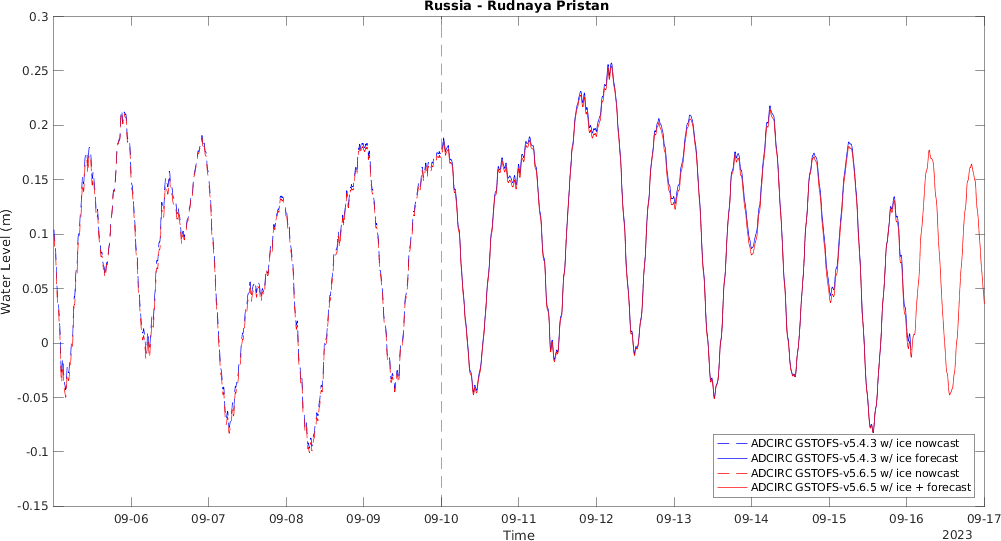 Russia - Rudnaya Pristan
0.3
0.25
0.2
0.15
0.1
0.05
0
-0.05
-0.1
-0.15
Water Level (m)
ADCIRC GSTOFS-v5.4.3 w/ ice nowcast
ADCIRC GSTOFS-v5.4.3 w/ ice forecast
ADCIRC GSTOFS-v5.6.5 w/ ice nowcast
ADCIRC GSTOFS-v5.6.5 w/ ice + forecast
09-06 09-07 09-08 09-09 09-10 09-11 09-12 09-13 09-14 09-15 09-16 09-17
Time
2023